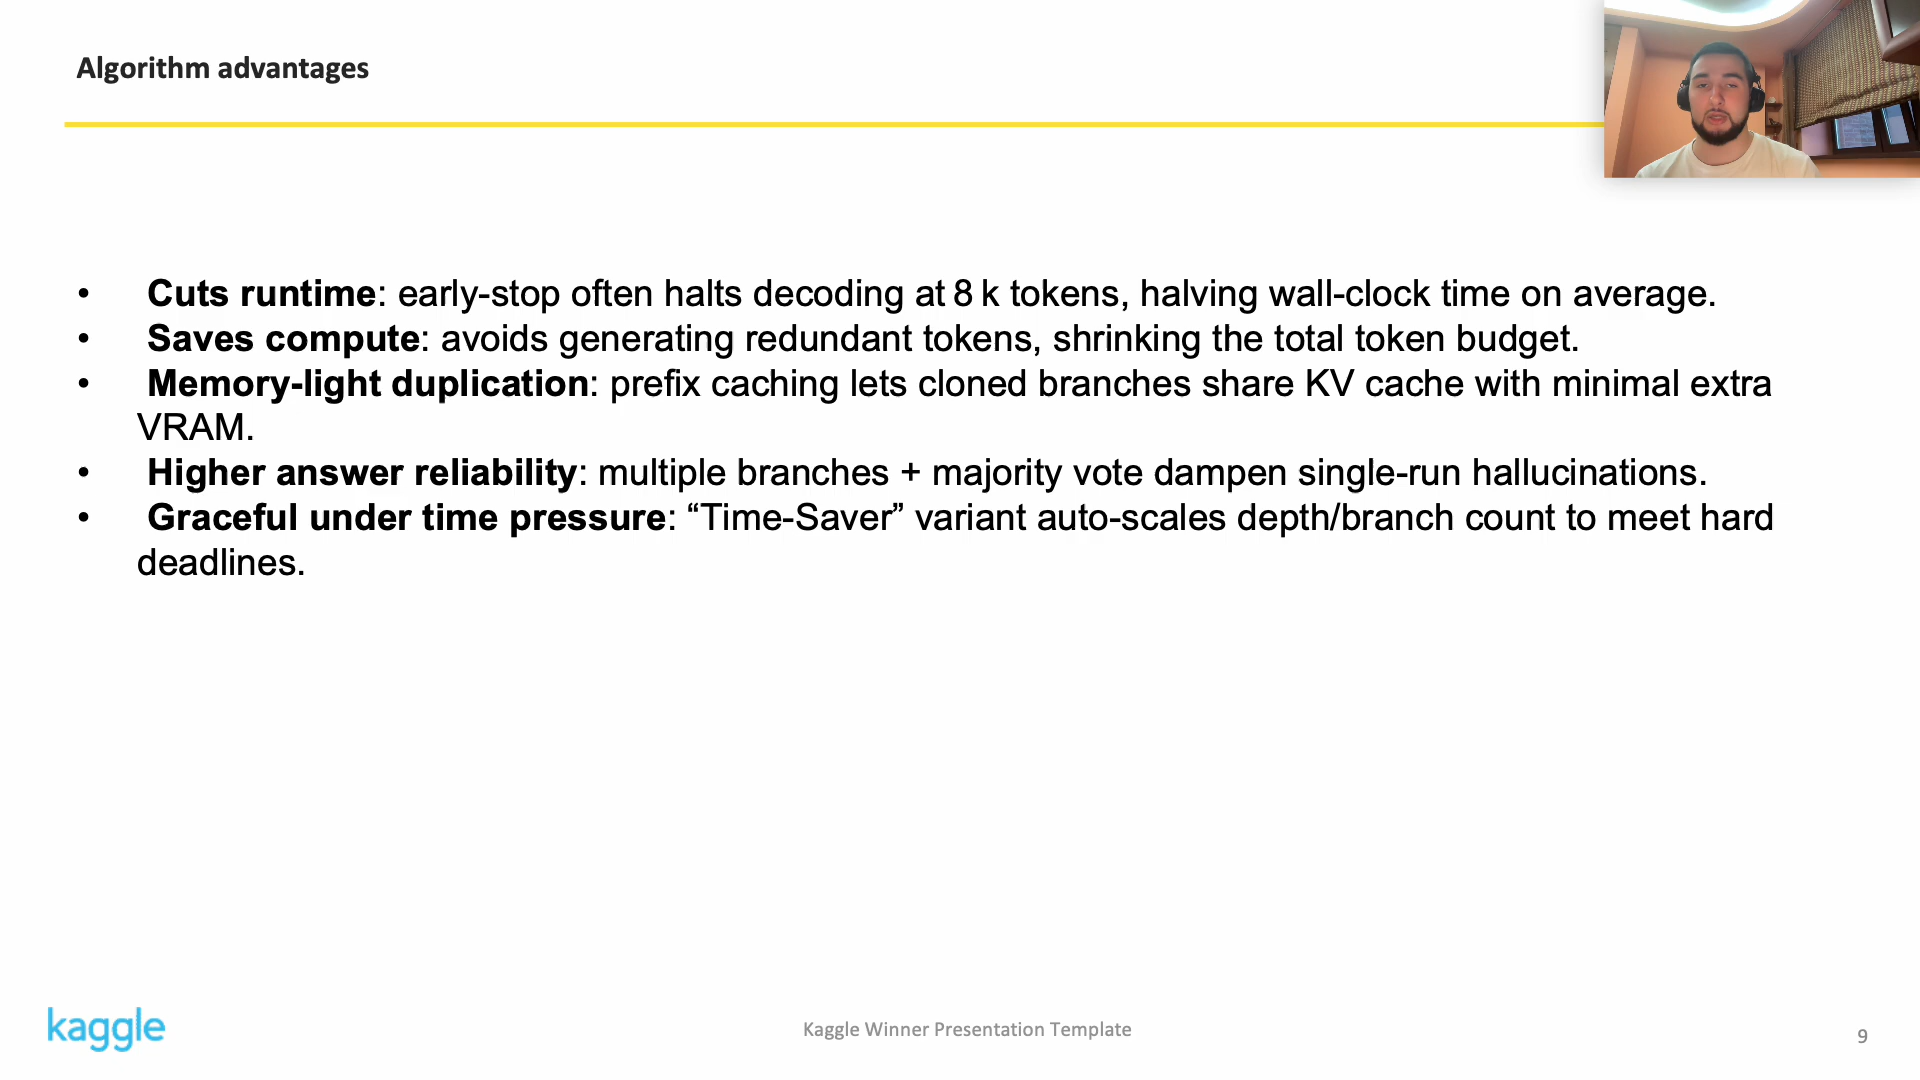 Algorithm advantages
• Cuts runtime: early-stop often halts decoding at 8 k tokens, halving wall-clock time on average.
• Saves compute: avoids generating redundant tokens, shrinking the total token budget.
• Memory-light duplication: prefix caching lets cloned branches share KV cache with minimal extra
VRAM.
• Higher answer reliability: multiple branches + majority vote dampen single-run hallucinations.
• Graceful under time pressure: “Time-Saver” variant auto-scales depth/branch count to meet hard
deadlines.
kaggle
Kaggle Winner Presentation Template
9